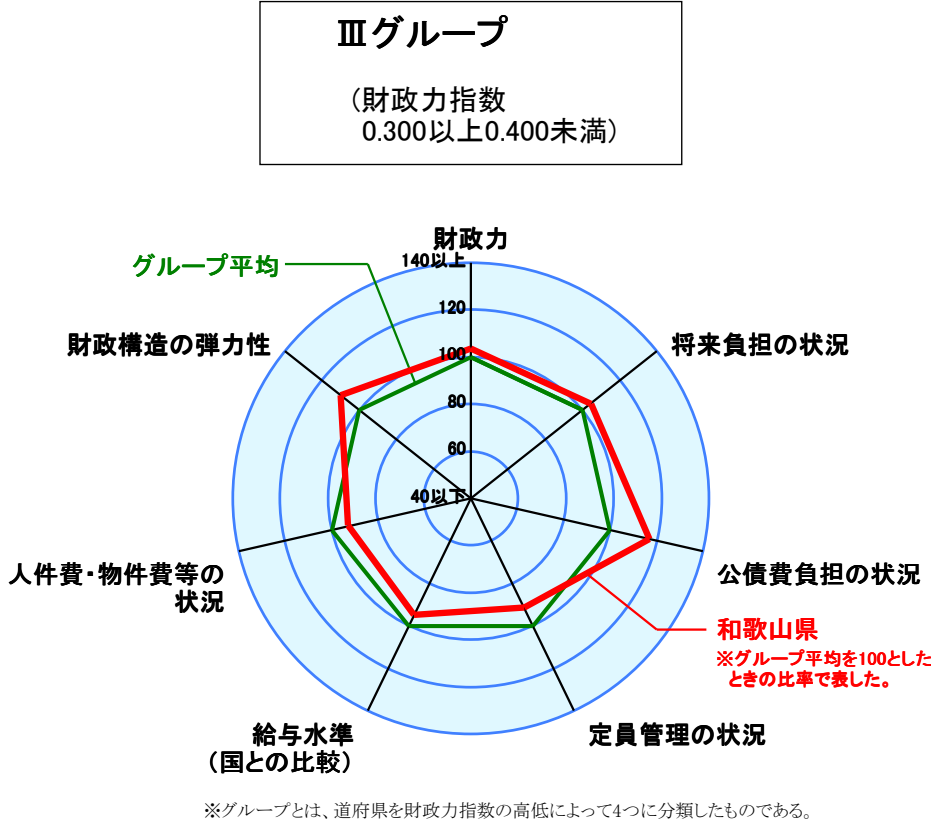 Ⅲグループ
（財政力指数
0.300以上0.400未満）
財政力
グループ平均
140以上
120
財政構造の弾力性
将来負担の状況
100
80
60
40以下
人件費・物件費等の
状況
公債費負担の状況
和歌山県
※グループ平均を100とした
ときの比率で表した。
給与水準
（国との比較）
定員管理の状況
※グループとは、道府県を財政力指数の高低によって4つに分類したものである。